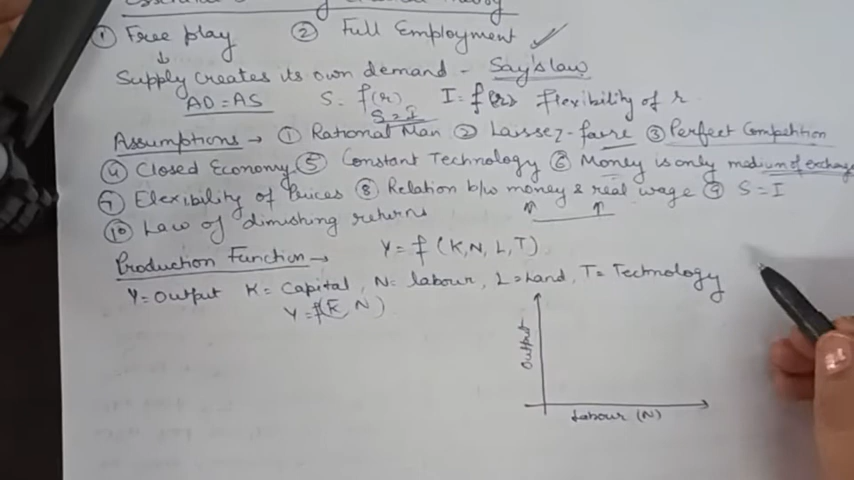 ① Free play ② Full Employment ✓
↓
Supply creates its own demand - Say's law
AD=AS S = f(r) I = f(r) flexibility of r
S = I
Assumptions → ① Rational Man ② Laissez-faire ③ Perfect Competition
④ Closed Economy ⑤ Constant Technology ⑥ Money is only medium of exchange
⑦ Flexibility of Prices ⑧ Relation b/w money & real wage ⑨ S = I
⑩ Law of dimishing returns
Production Function → Y = f (K, N, L, T)
Y = Output K = Capital, N = labour, L = Land, T = Technology
Y = f(K̄, N)
Output
Labour (N)